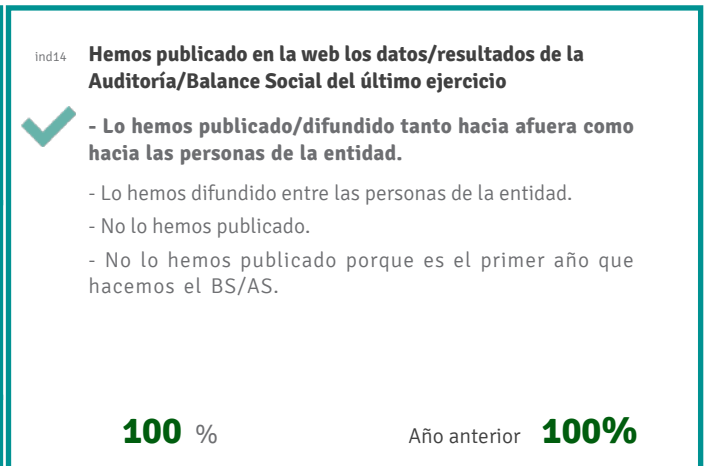 ind14 Hemos publicado en la web los datos/resultados de la
Auditoría/Balance Social del último ejercicio
- Lo hemos publicado/difundido tanto hacia afuera como
hacia las personas de la entidad.
- Lo hemos difundido entre las personas de la entidad.
- No lo hemos publicado.
- No lo hemos publicado porque es el primer año que
hacemos el BS/AS.
100 % Año anterior 100%